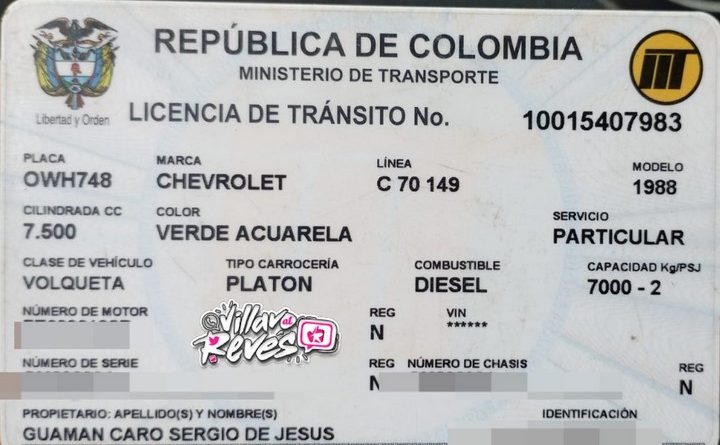 REPÚBLICA DE COLOMBIA
MINISTERIO DE TRANSPORTE
Libertad y Orden
LICENCIA DE TRÁNSITO No. 10015407983
PLACA MARCA LÍNEA MODELO
OWH748 CHEVROLET C 70 149 1988
CILINDRADA CC COLOR SERVICIO
7.500 VERDE ACUARELA PARTICULAR
CLASE DE VEHÍCULO TIPO CARROCERÍA COMBUSTIBLE CAPACIDAD Kg/PSJ
VOLQUETA PLATON DIESEL 7000 - 2
NÚMERO DE MOTOR REG VIN
N ******
Villav al Revés
NÚMERO DE SERIE REG NÚMERO DE CHASIS REG
N N
PROPIETARIO: APELLIDO(S) Y NOMBRE(S) IDENTIFICACIÓN
GUAMAN CARO SERGIO DE JESUS